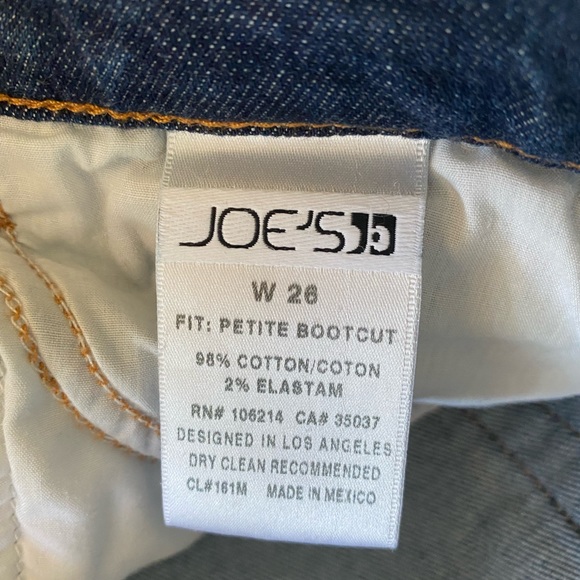 JOE'S
W 26
FIT: PETITE BOOTCUT
98% COTTON/COTON
2% ELASTAM
RN# 106214 CA# 35037
DESIGNED IN LOS ANGELES
DRY CLEAN RECOMMENDED
CL#161M MADE IN MEXICO